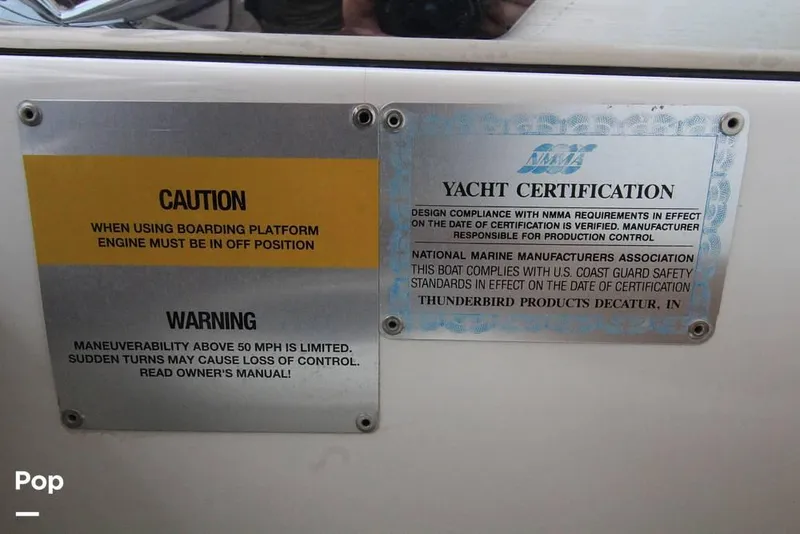 CAUTION
WHEN USING BOARDING PLATFORM
ENGINE MUST BE IN OFF POSITION
WARNING
MANEUVERABILITY ABOVE 50 MPH IS LIMITED.
SUDDEN TURNS MAY CAUSE LOSS OF CONTROL.
READ OWNER'S MANUAL!
NMMA
YACHT CERTIFICATION
DESIGN COMPLIANCE WITH NMMA REQUIREMENTS IN EFFECT
ON THE DATE OF CERTIFICATION IS VERIFIED. MANUFACTURER
RESPONSIBLE FOR PRODUCTION CONTROL
NATIONAL MARINE MANUFACTURERS ASSOCIATION
THIS BOAT COMPLIES WITH U.S. COAST GUARD SAFETY
STANDARDS IN EFFECT ON THE DATE OF CERTIFICATION
THUNDERBIRD PRODUCTS DECATUR, IN
Pop